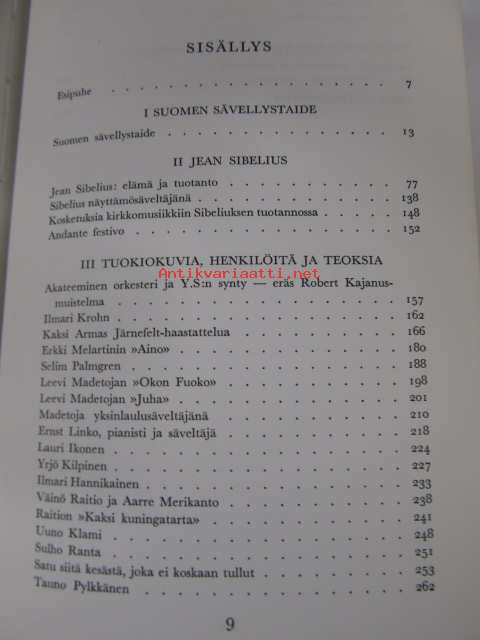 SISÄLLYS
Esipuhe . . . . . . . . . . . . . . . . 7
I SUOMEN SÄVELLYSTAIDE
Suomen sävellystaide . . . . . . . . . . . . . 13
II JEAN SIBELIUS
Jean Sibelius: elämä ja tuotanto . . . . . . . . . . 77
Sibelius näyttämösäveltäjänä . . . . . . . . . . . 138
Kosketuksia kirkkomusiikkiin Sibeliuksen tuotannossa . . . . 148
Andante festivo . . . . . . . . . . . . . . 152
III TUOKIOKUVIA, HENKILÖITÄ JA TEOKSIA
Antikvariaatti.net
Akateeminen orkesteri ja Y.S:n synty — eräs Robert Kajanus-
muistelma . . . . . . . . . . . . . . . 157
Ilmari Krohn . . . . . . . . . . . . . . . 162
Kaksi Armas Järnefelt-haastattelua . . . . . . . . . 166
Erkki Melartinin »Aino» . . . . . . . . . . . . 180
Selim Palmgren . . . . . . . . . . . . . . 188
Leevi Madetojan »Okon Fuoko» . . . . . . . . . . 198
Leevi Madetojan »Juha» . . . . . . . . . . . . 201
Madetoja yksinlaulusäveltäjänä . . . . . . . . . . 210
Ernst Linko, pianisti ja säveltäjä . . . . . . . . . . 218
Lauri Ikonen . . . . . . . . . . . . . . . 224
Yrjö Kilpinen . . . . . . . . . . . . . . . 227
Ilmari Hannikainen . . . . . . . . . . . . . 233
Väinö Raitio ja Aarre Merikanto . . . . . . . . . . 238
Raition »Kaksi kuningatarta» . . . . . . . . . . . 241
Uuno Klami . . . . . . . . . . . . . . . 248
Sulho Ranta . . . . . . . . . . . . . . . 251
Satu siitä kesästä, joka ei koskaan tullut . . . . . . . . 253
Tauno Pylkkänen . . . . . . . . . . . . . . 262
9